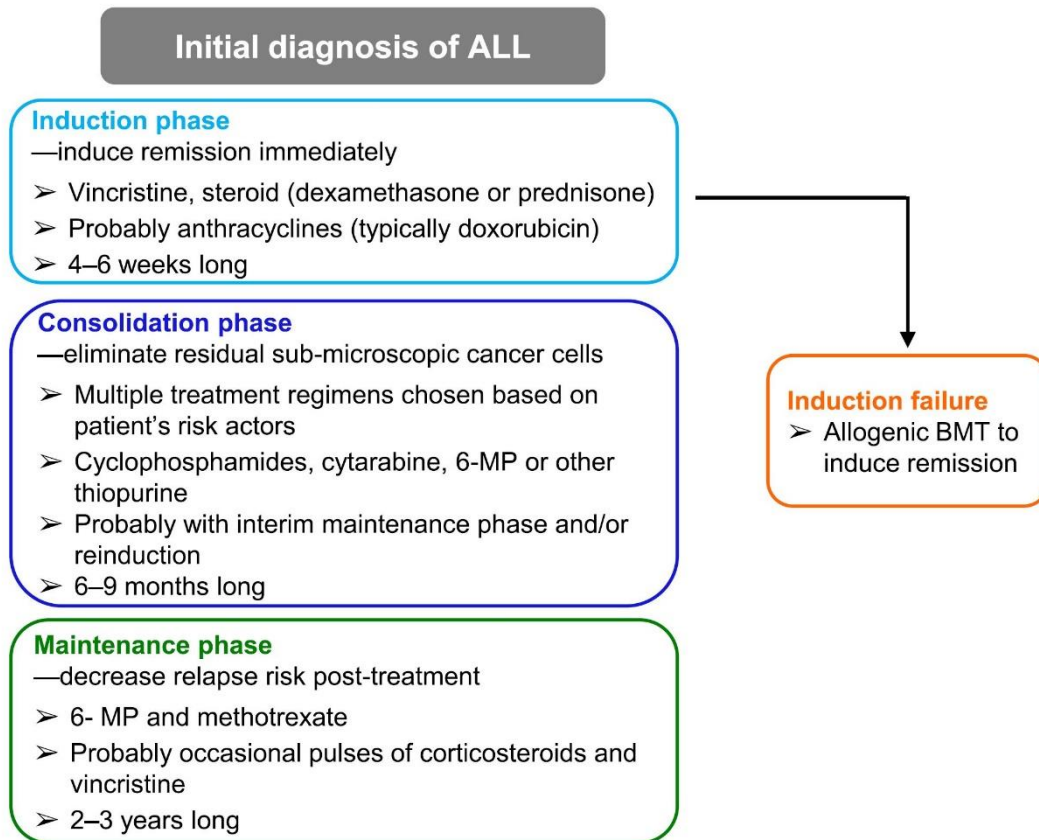 Initial diagnosis of ALL
Induction phase
—induce remission immediately
➢ Vincristine, steroid (dexamethasone or prednisone)
➢ Probably anthracyclines (typically doxorubicin)
➢ 4–6 weeks long
Consolidation phase
—eliminate residual sub-microscopic cancer cells
➢ Multiple treatment regimens chosen based on
patient's risk actors
➢ Cyclophosphamides, cytarabine, 6-MP or other
thiopurine
➢ Probably with interim maintenance phase and/or
reinduction
➢ 6–9 months long
Induction failure
➢ Allogenic BMT to
induce remission
Maintenance phase
—decrease relapse risk post-treatment
➢ 6- MP and methotrexate
➢ Probably occasional pulses of corticosteroids and
vincristine
➢ 2–3 years long